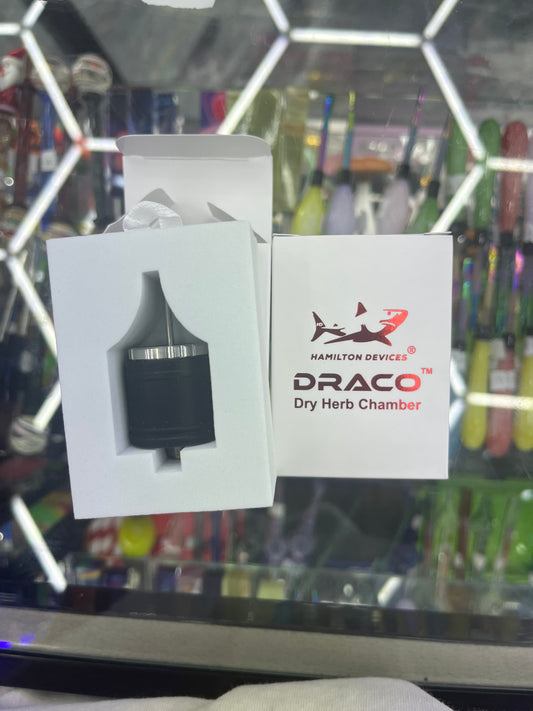 HAMILTON DEVICES®
DRACO™
Dry Herb Chamber